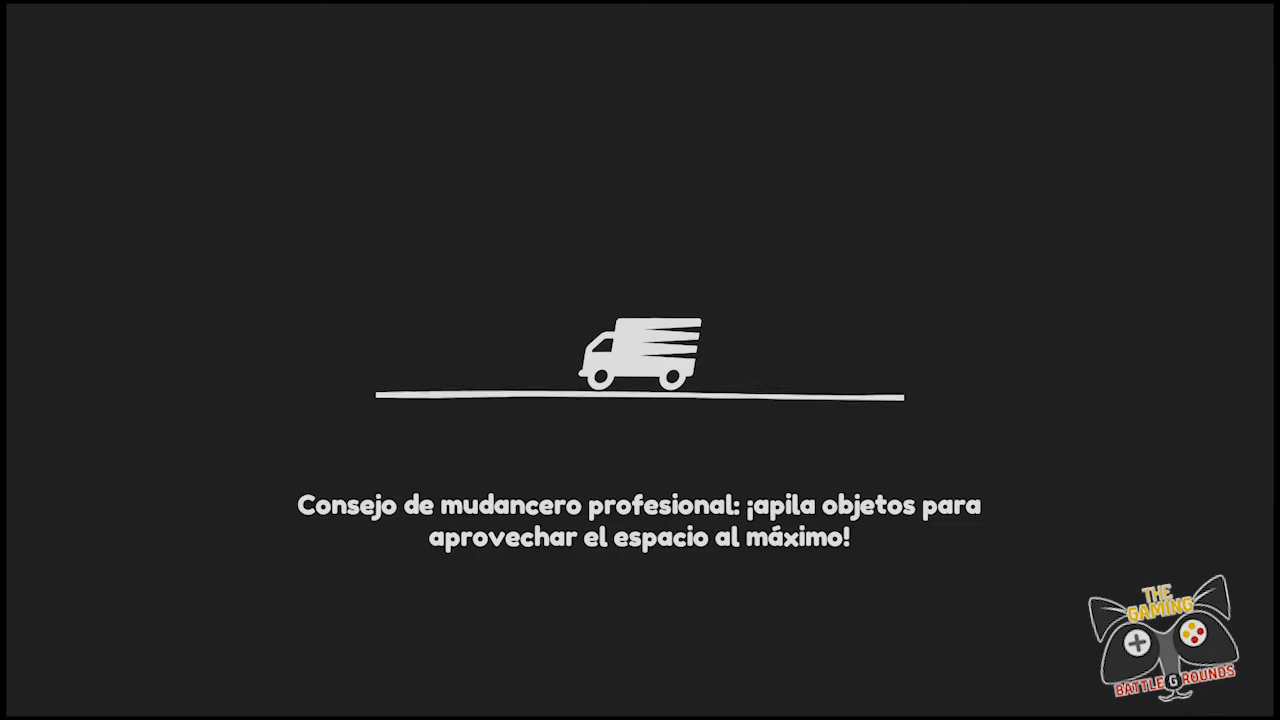 Consejo de mudancero profesional: ¡apila objetos para
aprovechar el espacio al máximo!
THE
GAMING
BATTLE G ROUNDS